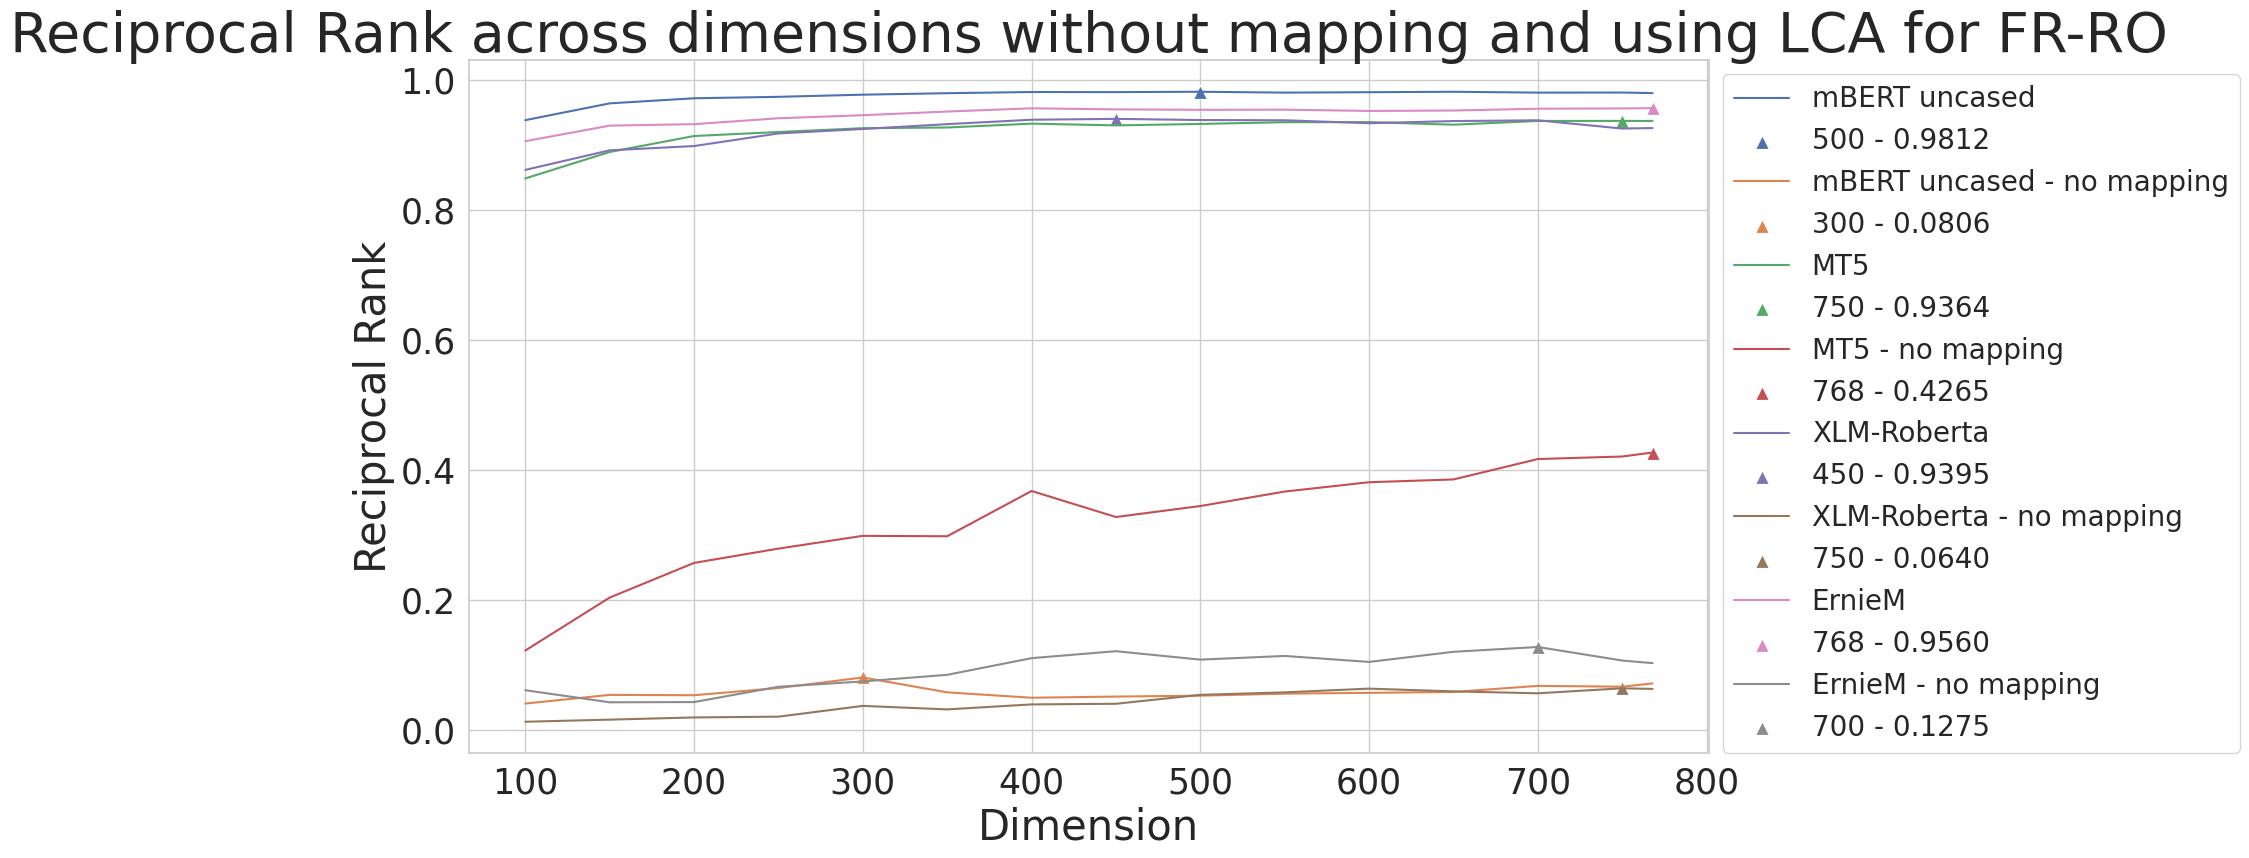 Reciprocal Rank across dimensions without mapping and using LCA for FR-RO
Reciprocal Rank
1.0
0.8
0.6
0.4
0.2
0.0
100 200 300 400 500 600 700 800
Dimension
mBERT uncased
500 - 0.9812
mBERT uncased - no mapping
300 - 0.0806
MT5
750 - 0.9364
MT5 - no mapping
768 - 0.4265
XLM-Roberta
450 - 0.9395
XLM-Roberta - no mapping
750 - 0.0640
ErnieM
768 - 0.9560
ErnieM - no mapping
700 - 0.1275